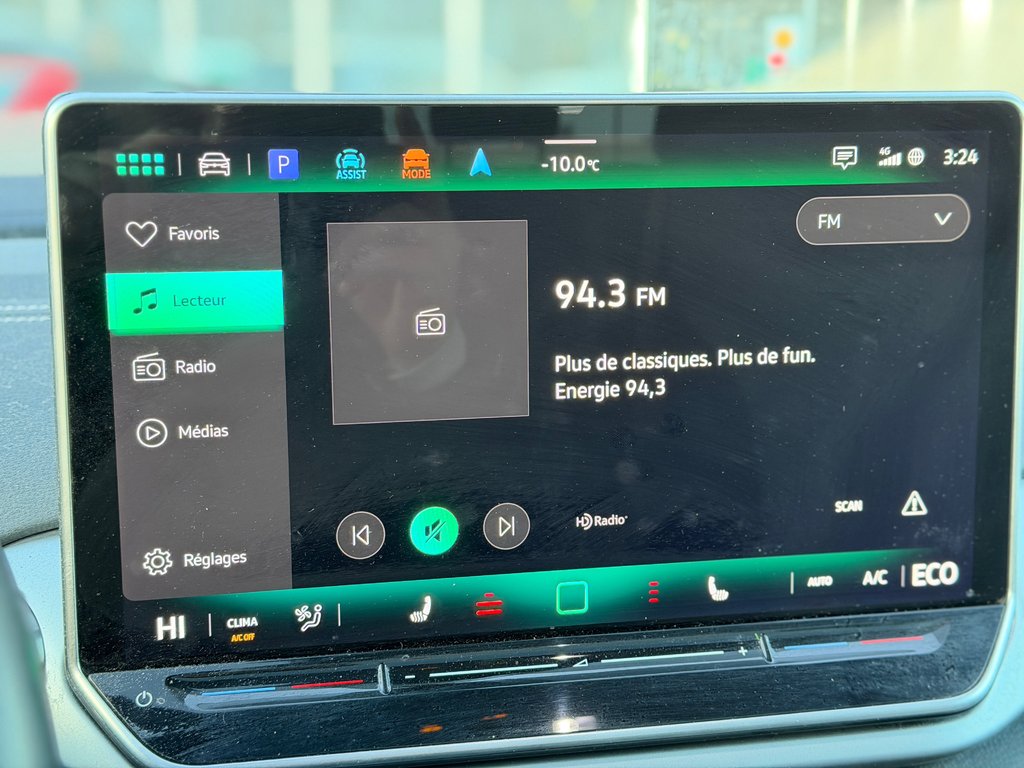 P
ASSIST
MODE
-10.0°C
4G
3:24
Favoris
FM
Lecteur
94.3 FM
Radio
Plus de classiques. Plus de fun.
Energie 94,3
Médias
SCAN
HD Radio
Réglages
HI
CLIMA
A/C OFF
AUTO
A/C
ECO
- +